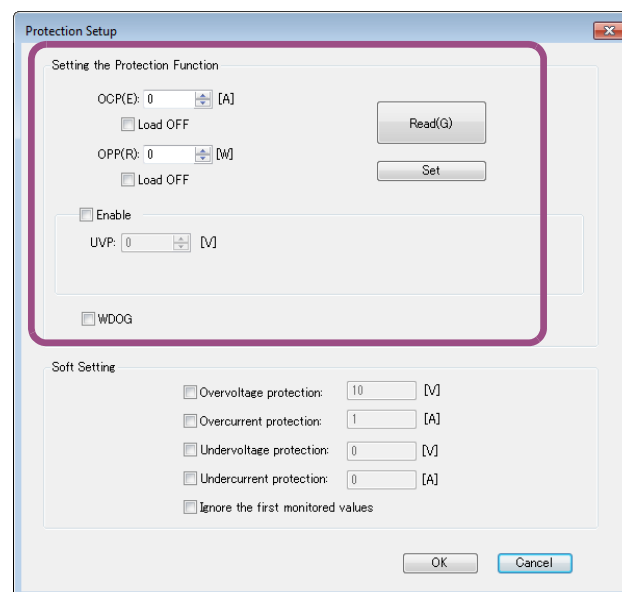 Protection Setup
Setting the Protection Function
OCP(E): 0 [A]
Load OFF
Read(G)
OPP(R): 0 [W]
Load OFF
Set
Enable
UVP: 0 [V]
WDOG
Soft Setting
Overvoltage protection: 10 [V]
Overcurrent protection: 1 [A]
Undervoltage protection: 0 [V]
Undercurrent protection: 0 [A]
Ignore the first monitored values
OK Cancel